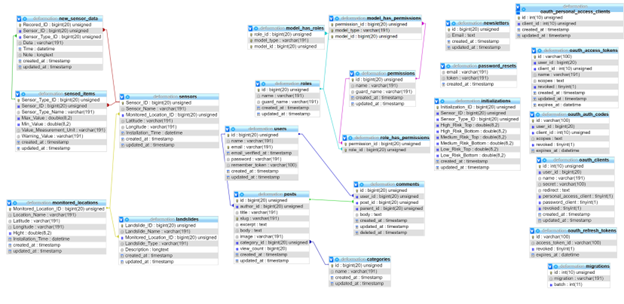 new_sensor_data
Record_ID : bigint(20) unsigned
Sensor_ID : bigint(20) unsigned
Sensor_Type_ID : bigint(20) unsigned
Data : varchar(191)
Time : datetime
Note : longtext
created_at : timestamp
updated_at : timestamp
sensed_items
Sensor_Type_ID : bigint(20) unsigned
Sensor_ID : bigint(20) unsigned
Sensor_Type_Name : varchar(191)
Max_Value : double(8,2)
Min_Value : double(8,2)
Value_Measurement_Unit : varchar(191)
Warning_Value : varchar(191)
created_at : timestamp
updated_at : timestamp
monitored_locations
Monitored_Location_ID : bigint(20) unsigned
Location_Name : varchar(191)
Latitude : varchar(191)
Longitude : varchar(191)
Hight : double(8,2)
Installation_Time : datetime
created_at : timestamp
updated_at : timestamp
sensors
Sensor_ID : bigint(20) unsigned
Sensor_Name : varchar(191)
Monitored_Location_ID : bigint(20) unsigned
Latitude : varchar(191)
Longitude : varchar(191)
Installation_Time : datetime
created_at : timestamp
updated_at : timestamp
landslides
Landslide_ID : bigint(20) unsigned
Landslide_Name : varchar(191)
Monitored_Location_ID : bigint(20) unsigned
Landslide_Type : varchar(191)
Description : longtext
created_at : timestamp
updated_at : timestamp
model_has_roles
role_id : bigint(20) unsigned
model_type : varchar(191)
model_id : bigint(20) unsigned
roles
id : bigint(20) unsigned
name : varchar(191)
guard_name : varchar(191)
created_at : timestamp
updated_at : timestamp
users
id : bigint(20) unsigned
name : varchar(191)
email : varchar(191)
email_verified_at : timestamp
password : varchar(191)
remember_token : varchar(100)
created_at : timestamp
updated_at : timestamp
posts
id : bigint(20) unsigned
author_id : bigint(20) unsigned
title : varchar(191)
slug : varchar(191)
excerpt : text
body : text
image : varchar(191)
category_id : bigint(20) unsigned
view_count : bigint(20)
created_at : timestamp
updated_at : timestamp
model_has_permissions
permission_id : bigint(20) unsigned
model_type : varchar(191)
model_id : bigint(20) unsigned
permissions
id : bigint(20) unsigned
name : varchar(191)
guard_name : varchar(191)
created_at : timestamp
updated_at : timestamp
role_has_permissions
permission_id : bigint(20) unsigned
role_id : bigint(20) unsigned
comments
id : bigint(20) unsigned
user_id : bigint(20) unsigned
post_id : bigint(20) unsigned
parent_id : bigint(20) unsigned
body : text
created_at : timestamp
updated_at : timestamp
deleted_at : timestamp
categories
id : bigint(20) unsigned
name : varchar(191)
created_at : timestamp
updated_at : timestamp
newsletters
id : bigint(20) unsigned
Email : text
created_at : timestamp
updated_at : timestamp
password_resets
email : varchar(191)
token : varchar(191)
created_at : timestamp
initializations
Initialization_ID : bigint(20) unsigned
Sensor_ID : bigint(20) unsigned
Sensor_Type_ID : bigint(20) unsigned
High_Risk_Top : double(8,2)
High_Risk_Bottom : double(8,2)
Medium_Risk_Top : double(8,2)
Medium_Risk_Bottom : double(8,2)
Low_Risk_Top : double(8,2)
Low_Risk_Bottom : double(8,2)
created_at : timestamp
updated_at : timestamp
oauth_personal_access_clients
id : int(10) unsigned
client_id : int(10) unsigned
created_at : timestamp
updated_at : timestamp
oauth_access_tokens
id : varchar(100)
user_id : bigint(20)
client_id : int(10) unsigned
name : varchar(191)
scopes : text
revoked : tinyint(1)
created_at : timestamp
updated_at : timestamp
expires_at : datetime
oauth_auth_codes
id : varchar(100)
user_id : bigint(20)
client_id : int(10) unsigned
scopes : text
revoked : tinyint(1)
expires_at : datetime
oauth_clients
id : int(10) unsigned
user_id : bigint(20)
name : varchar(191)
secret : varchar(100)
redirect : text
personal_access_client : tinyint(1)
password_client : tinyint(1)
revoked : tinyint(1)
created_at : timestamp
updated_at : timestamp
oauth_refresh_tokens
id : varchar(100)
access_token_id : varchar(100)
revoked : tinyint(1)
expires_at : datetime
migrations
id : int(10) unsigned
migration : varchar(191)
batch : int(11)